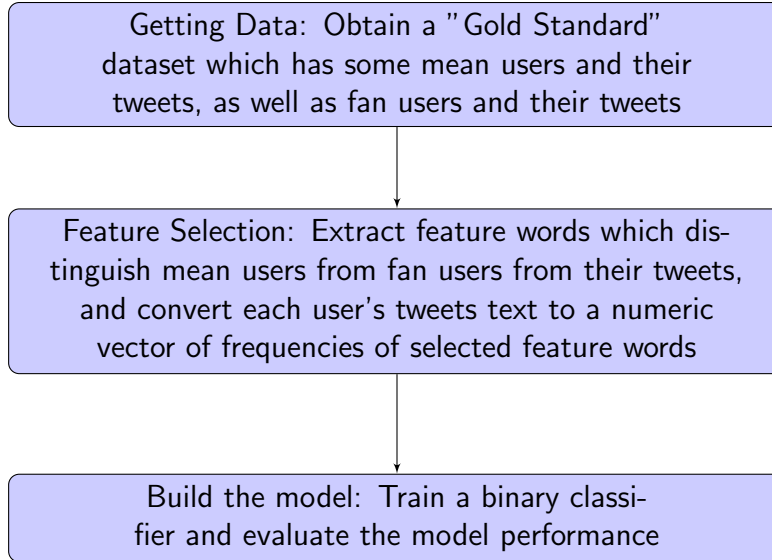 Getting Data: Obtain a ”Gold Standard”
dataset which has some mean users and their
tweets, as well as fan users and their tweets
Feature Selection: Extract feature words which dis-
tinguish mean users from fan users from their tweets,
and convert each user’s tweets text to a numeric
vector of frequencies of selected feature words
Build the model: Train a binary classi-
fier and evaluate the model performance